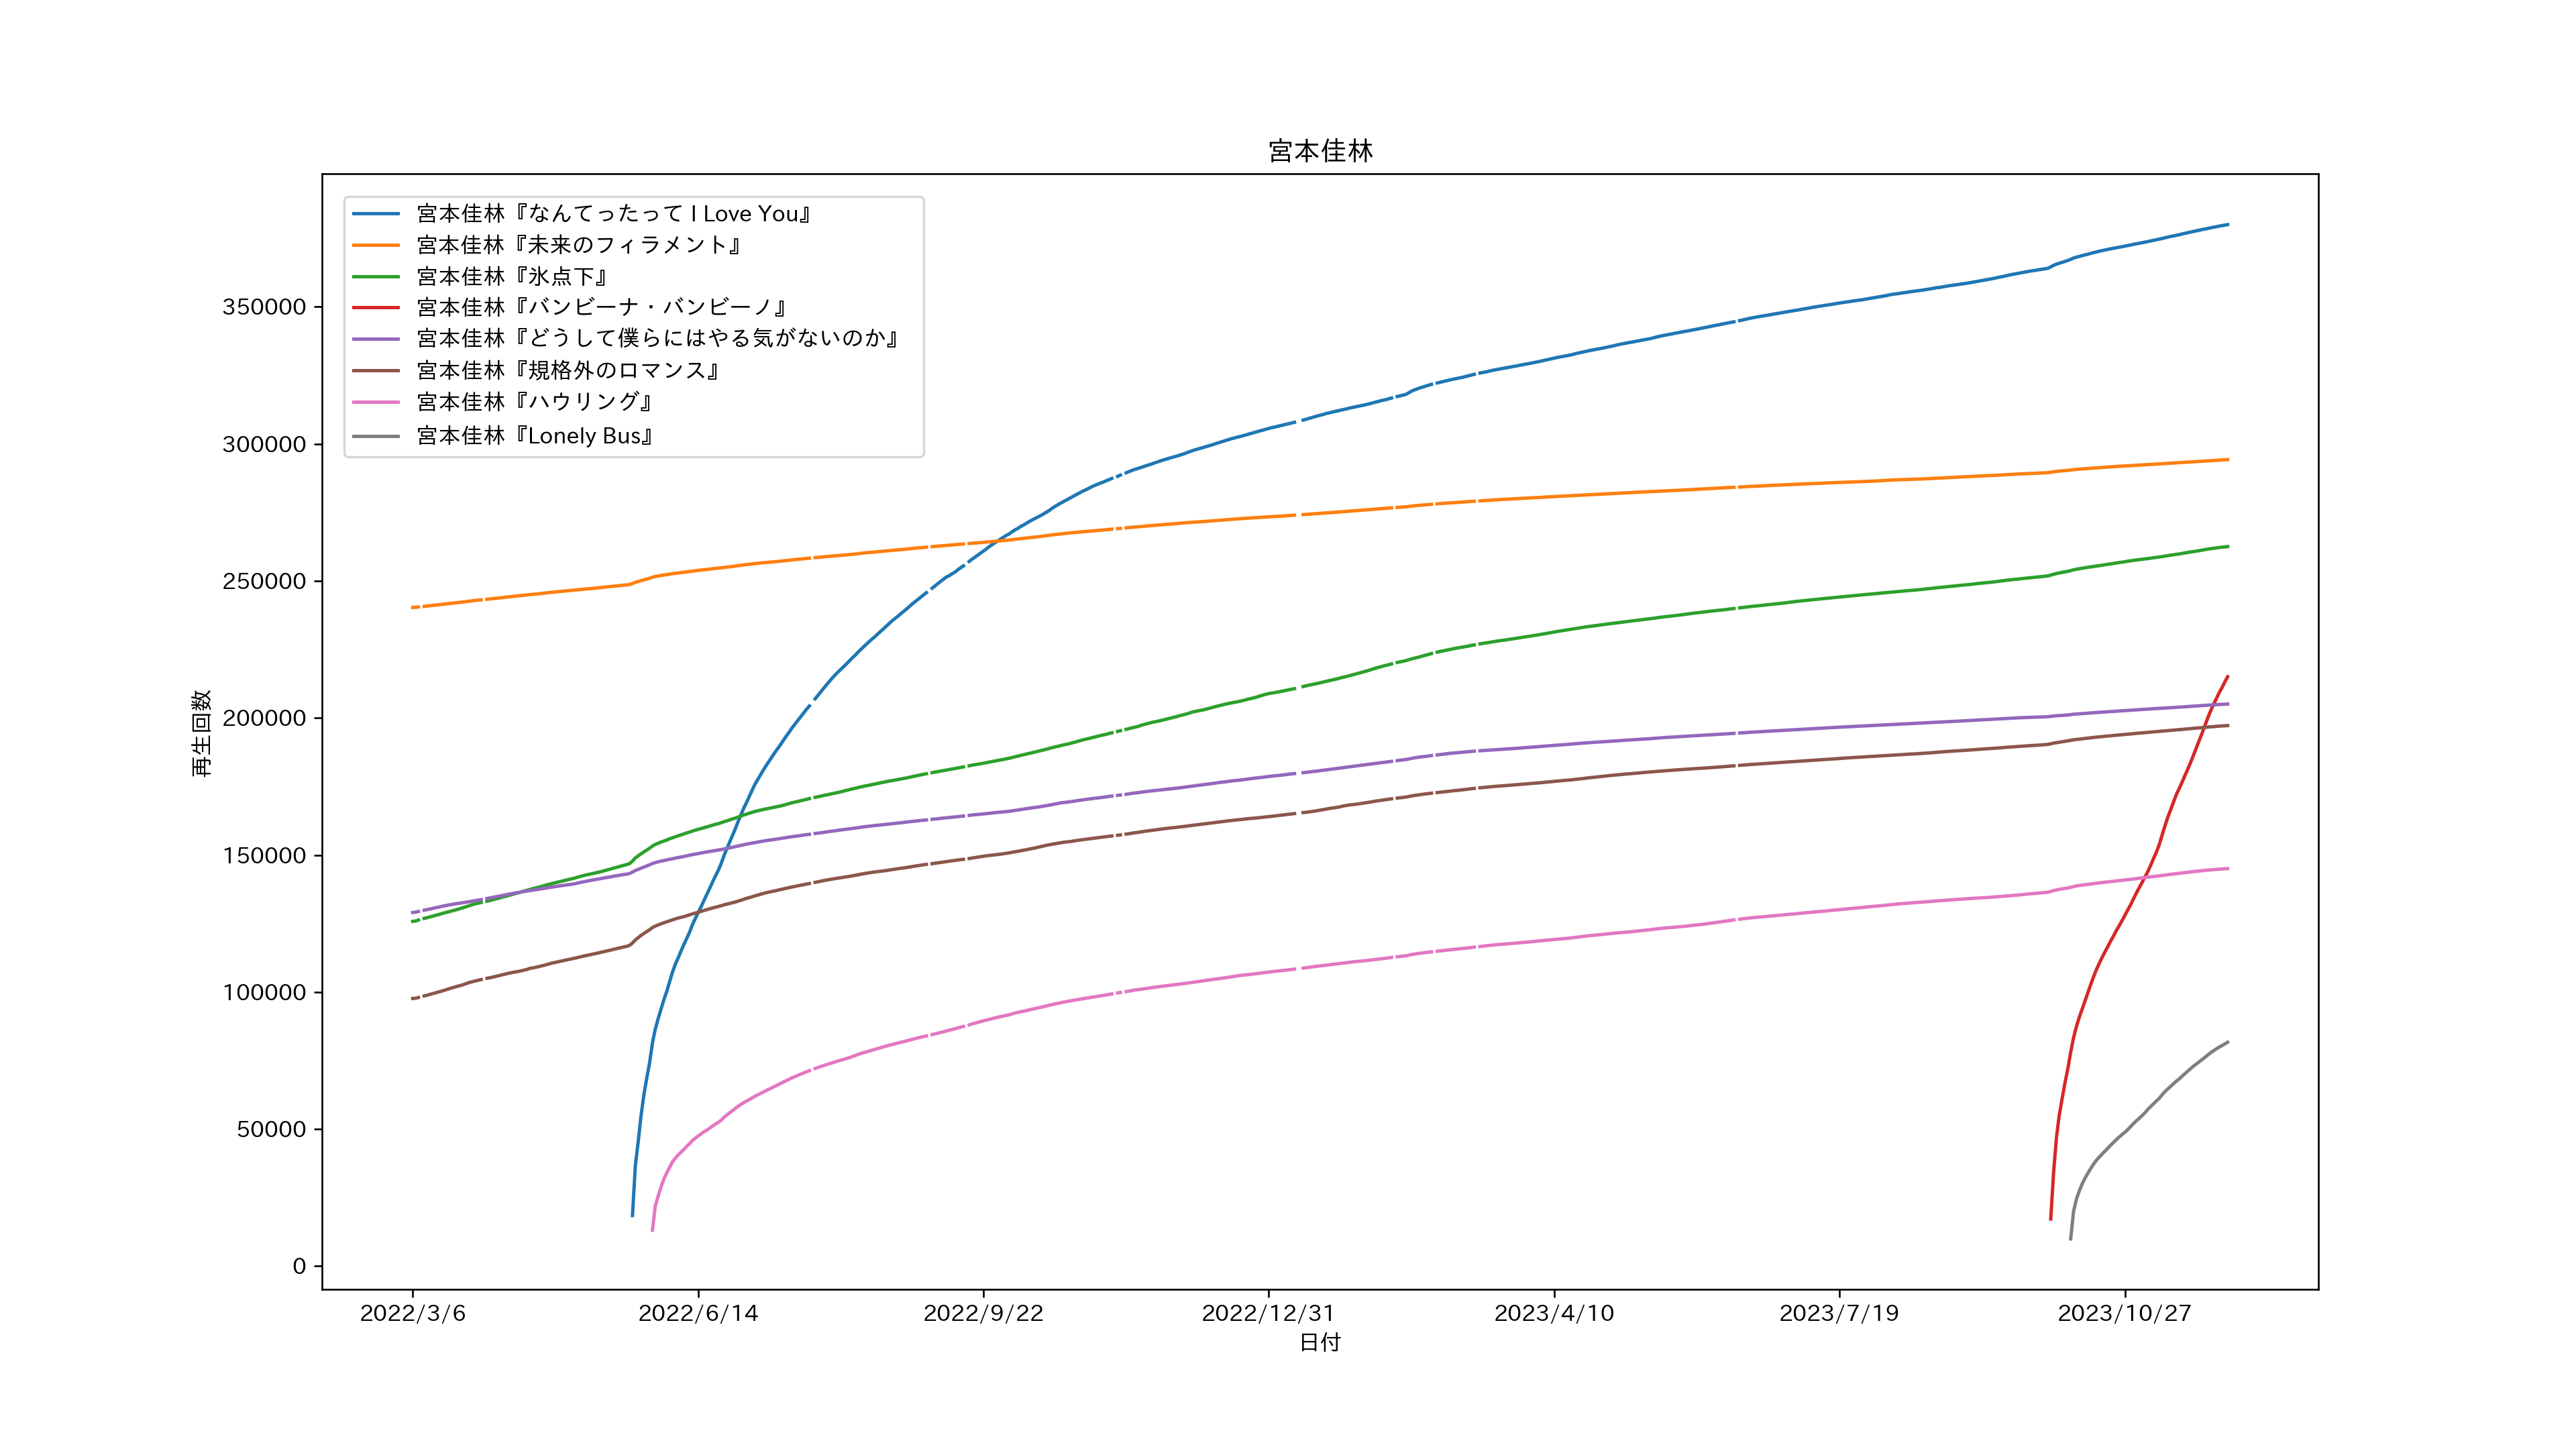 宮本佳林
宮本佳林『なんてったって I Love You』
宮本佳林『未来のフィラメント』
宮本佳林『氷点下』
宮本佳林『バンビーナ・バンビーノ』
宮本佳林『どうして僕らにはやる気がないのか』
宮本佳林『規格外のロマンス』
宮本佳林『ハウリング』
宮本佳林『Lonely Bus』
350000
300000
250000
200000
150000
100000
50000
0
再生回数
2022/3/6 2022/6/14 2022/9/22 2022/12/31 2023/4/10 2023/7/19 2023/10/27
日付